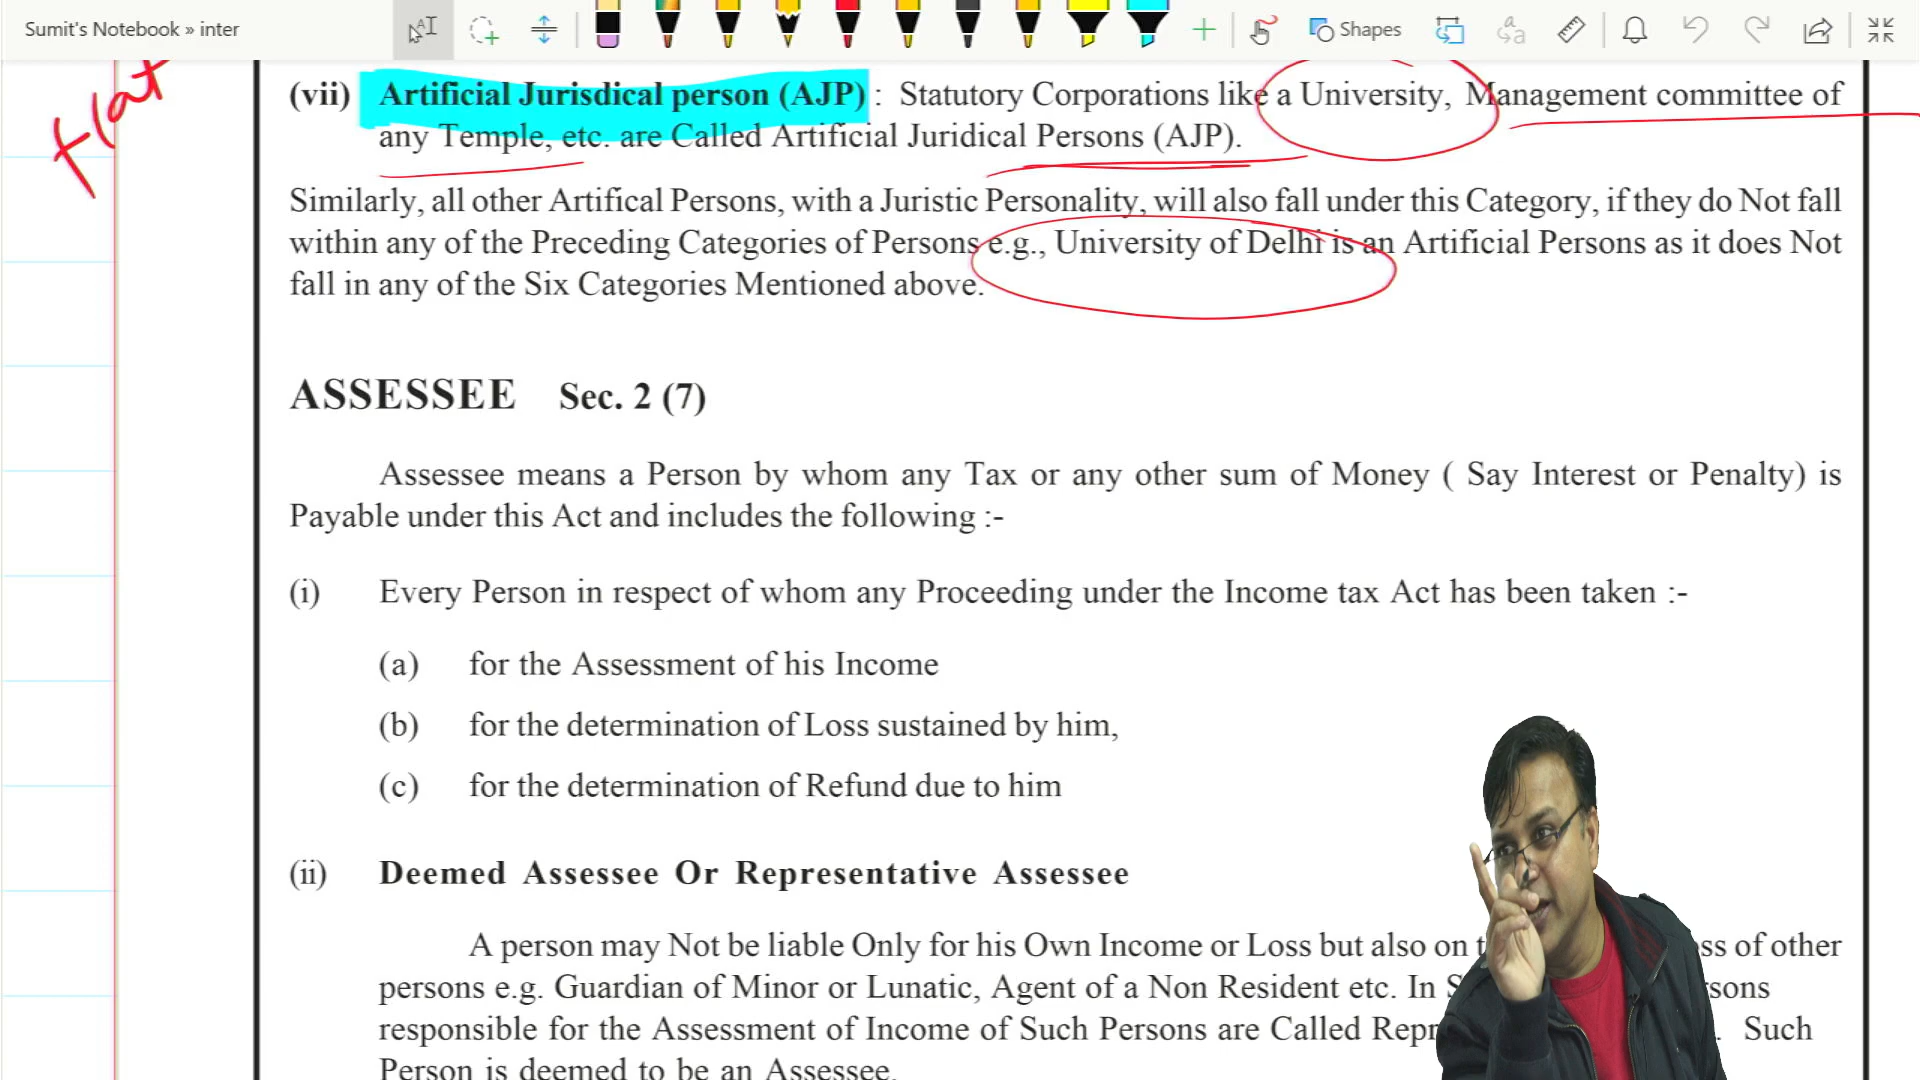 Sumit's Notebook » inter
Shapes
flat
(vii) Artificial Jurisdical person (AJP) : Statutory Corporations like a University, Management committee of
any Temple, etc. are Called Artificial Juridical Persons (AJP).
Similarly, all other Artifical Persons, with a Juristic Personality, will also fall under this Category, if they do Not fall
within any of the Preceding Categories of Persons e.g., University of Delhi is an Artificial Persons as it does Not
fall in any of the Six Categories Mentioned above.
ASSESSEE Sec. 2 (7)
Assessee means a Person by whom any Tax or any other sum of Money ( Say Interest or Penalty) is
Payable under this Act and includes the following :-
(i) Every Person in respect of whom any Proceeding under the Income tax Act has been taken :-
(a) for the Assessment of his Income
(b) for the determination of Loss sustained by him,
(c) for the determination of Refund due to him
(ii) Deemed Assessee Or Representative Assessee
A person may Not be liable Only for his Own Income or Loss but also on of other
persons e.g. Guardian of Minor or Lunatic, Agent of a Non Resident etc. In
responsible for the Assessment of Income of Such Persons are Called Such
Person is deemed to be an Assessee.